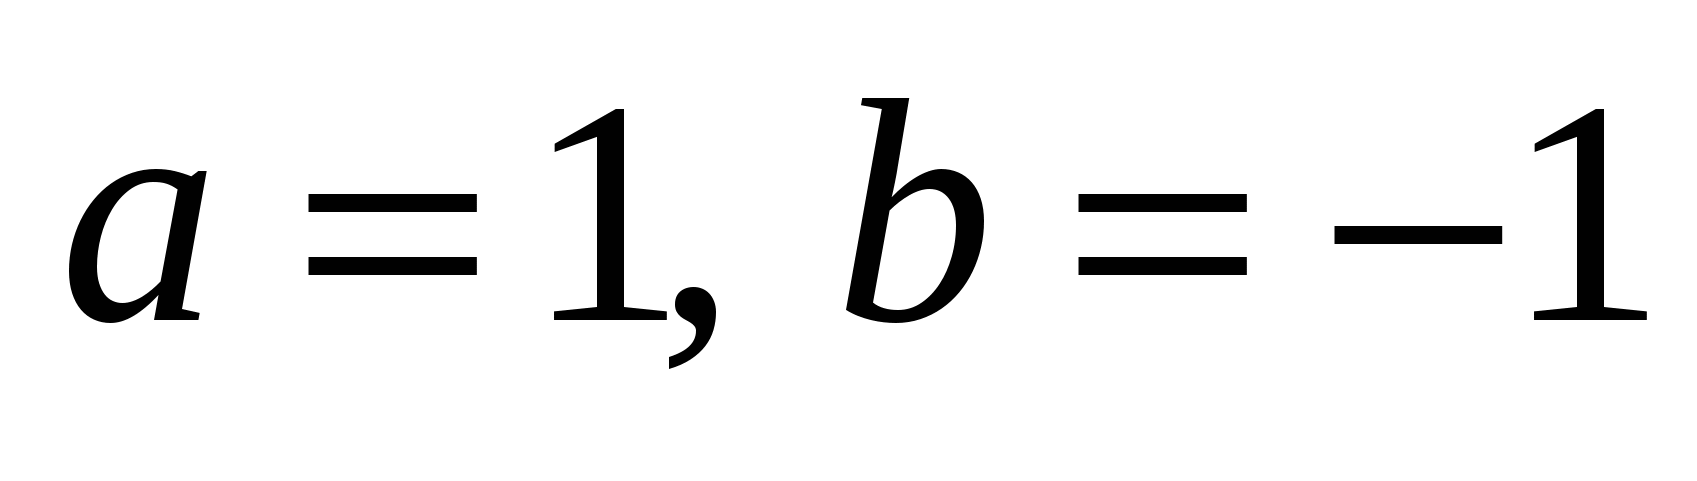 a = 1, b = −1